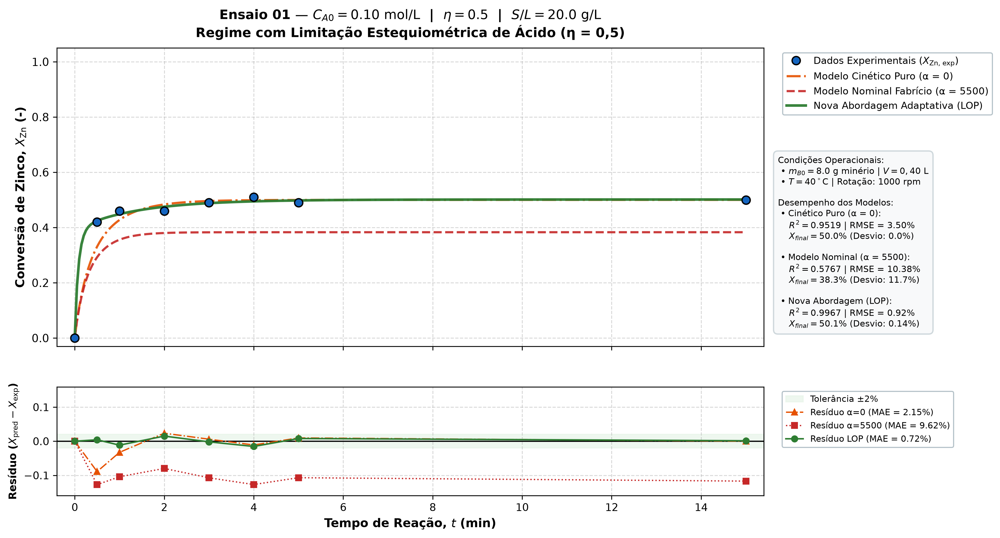 Ensaio 01 — C_A0 = 0.10 mol/L | η = 0.5 | S/L = 20.0 g/L
Regime com Limitação Estequiométrica de Ácido (η = 0,5)
Conversão de Zinco, X_Zn (-)
1.0
0.8
0.6
0.4
0.2
0.0
Dados Experimentais (X_Zn, exp)
Modelo Cinético Puro (α = 0)
Modelo Nominal Fabrício (α = 5500)
Nova Abordagem Adaptativa (LOP)
Condições Operacionais:
• m_B0 = 8.0 g minério | V = 0, 40 L
• T = 40°C | Rotação: 1000 rpm
Desempenho dos Modelos:
• Cinético Puro (α = 0):
R² = 0.9519 | RMSE = 3.50%
X_final = 50.0% (Desvio: 0.0%)
• Modelo Nominal (α = 5500):
R² = 0.5767 | RMSE = 10.38%
X_final = 38.3% (Desvio: 11.7%)
• Nova Abordagem (LOP):
R² = 0.9967 | RMSE = 0.92%
X_final = 50.1% (Desvio: 0.14%)
Resíduo (X_pred − X_exp)
0.1
0.0
−0.1
Tolerância ±2%
Resíduo α=0 (MAE = 2.15%)
Resíduo α=5500 (MAE = 9.62%)
Resíduo LOP (MAE = 0.72%)
0 2 4 6 8 10 12 14
Tempo de Reação, t (min)